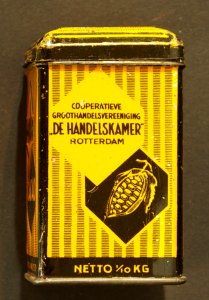 COÖPERATIEVE
GROOTHANDELSVEREENIGING
„DE HANDELSKAMER”
ROTTERDAM
NETTO 1/10 KG